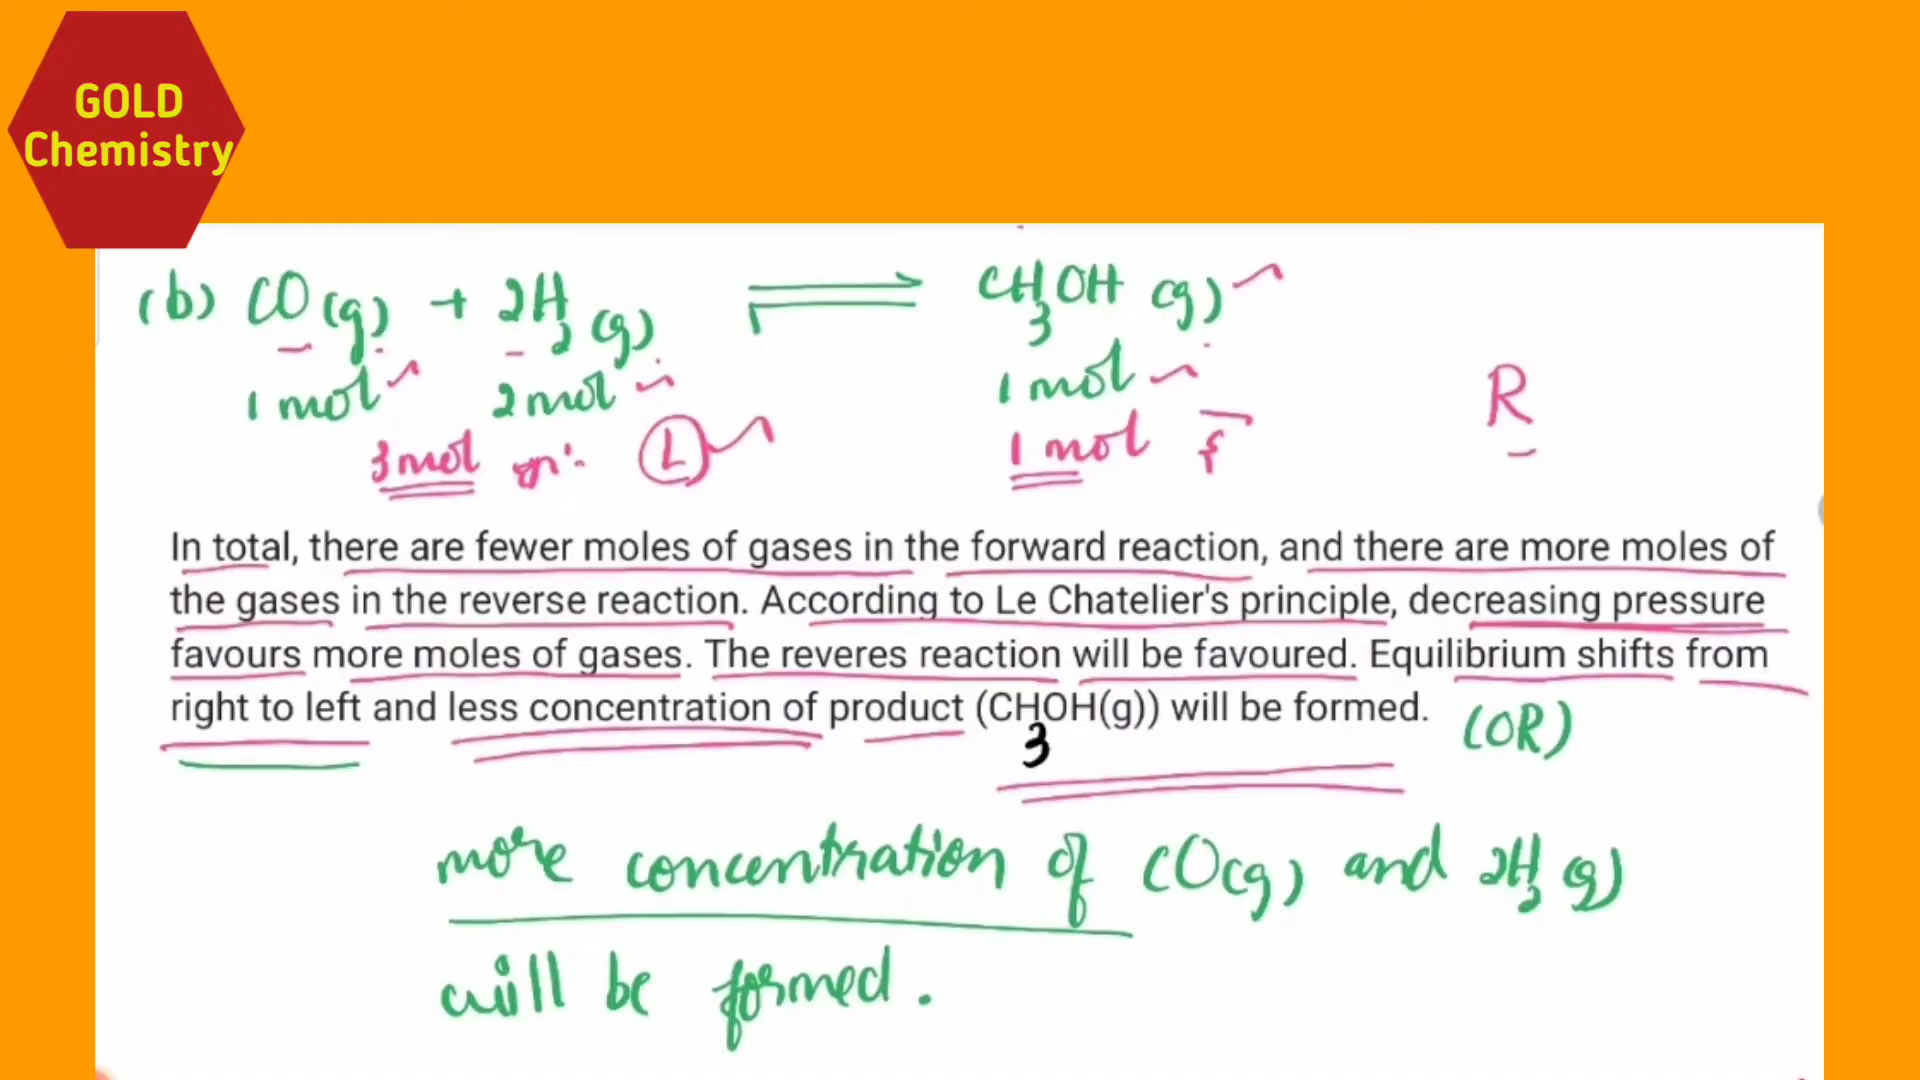 GOLD
Chemistry
(b) CO(g) + 2H2(g) ⇌ CH3OH (g)
1 mol 2 mol 1 mol
3 mol L 1 mol R
In total, there are fewer moles of gases in the forward reaction, and there are more moles of
the gases in the reverse reaction. According to Le Chatelier's principle, decreasing pressure
favours more moles of gases. The reveres reaction will be favoured. Equilibrium shifts from
right to left and less concentration of product (CH3OH(g)) will be formed. (OR)
more concentration of CO(g) and 2H2(g)
will be formed.